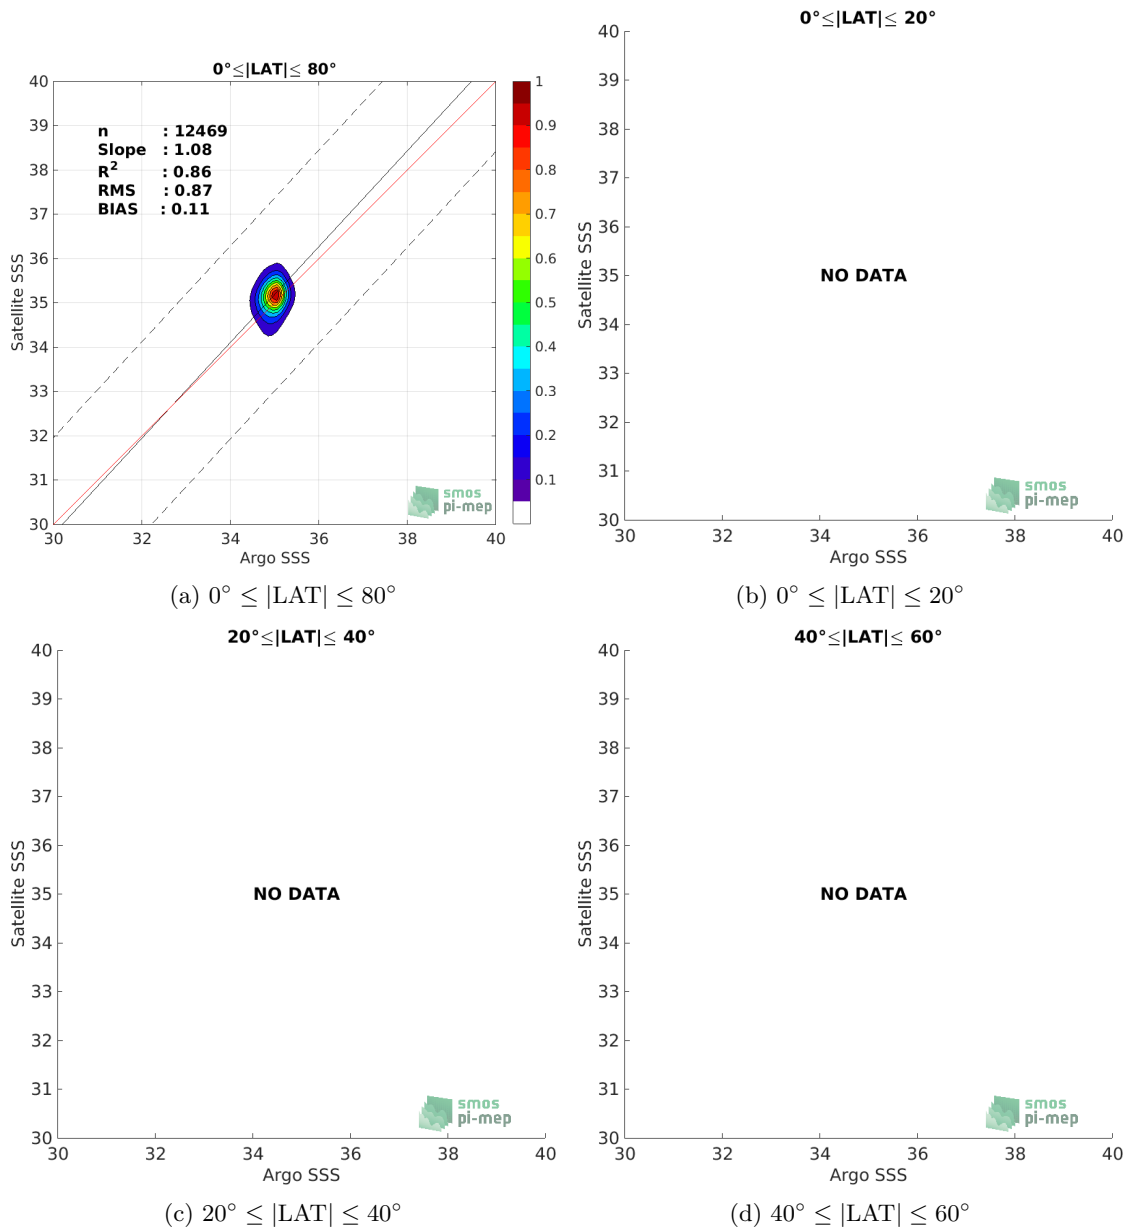 0°≤|LAT|≤ 80°
n : 12469
Slope : 1.08
R² : 0.86
RMS : 0.87
BIAS : 0.11
40
39
38
37
36
35
34
33
32
31
30
Satellite SSS
30 32 34 36 38 40
Argo SSS
1
0.9
0.8
0.7
0.6
0.5
0.4
0.3
0.2
0.1
smos
pi-mep
(a) 0° ≤ |LAT| ≤ 80°
0°≤|LAT|≤ 20°
40
39
38
37
36
35
34
33
32
31
30
Satellite SSS
NO DATA
smos
pi-mep
30 32 34 36 38 40
Argo SSS
(b) 0° ≤ |LAT| ≤ 20°
20°≤|LAT|≤ 40°
40
39
38
37
36
35
34
33
32
31
30
Satellite SSS
NO DATA
smos
pi-mep
30 32 34 36 38 40
Argo SSS
(c) 20° ≤ |LAT| ≤ 40°
40°≤|LAT|≤ 60°
40
39
38
37
36
35
34
33
32
31
30
Satellite SSS
NO DATA
smos
pi-mep
30 32 34 36 38 40
Argo SSS
(d) 40° ≤ |LAT| ≤ 60°